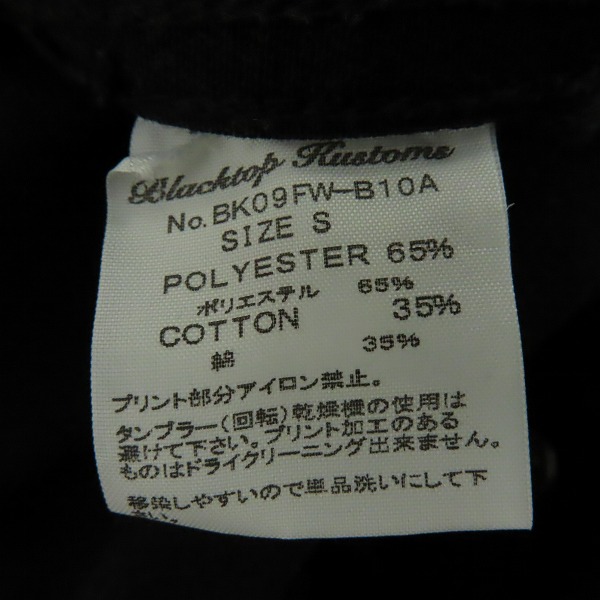 Blacktop Kustoms
No.BK09FW-B10A
SIZE S
POLYESTER 65%
ポリエステル 65%
COTTON 35%
綿 35%
プリント部分アイロン禁止。
タンブラー(回転)乾燥機の使用は
避けて下さい。プリント加工のある
ものはドライクリーニング出来ません。
移染しやすいので単品洗いにして下
さい。